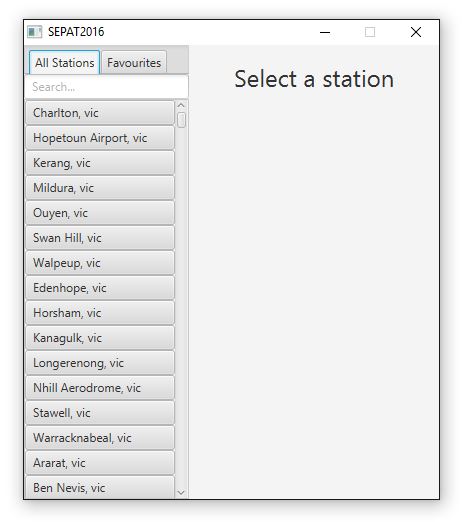 SEPAT2016
All Stations Favourites
Search...
Select a station
Charlton, vic
Hopetoun Airport, vic
Kerang, vic
Mildura, vic
Ouyen, vic
Swan Hill, vic
Walpeup, vic
Edenhope, vic
Horsham, vic
Kanagulk, vic
Longerenong, vic
Nhill Aerodrome, vic
Stawell, vic
Warracknabeal, vic
Ararat, vic
Ben Nevis, vic